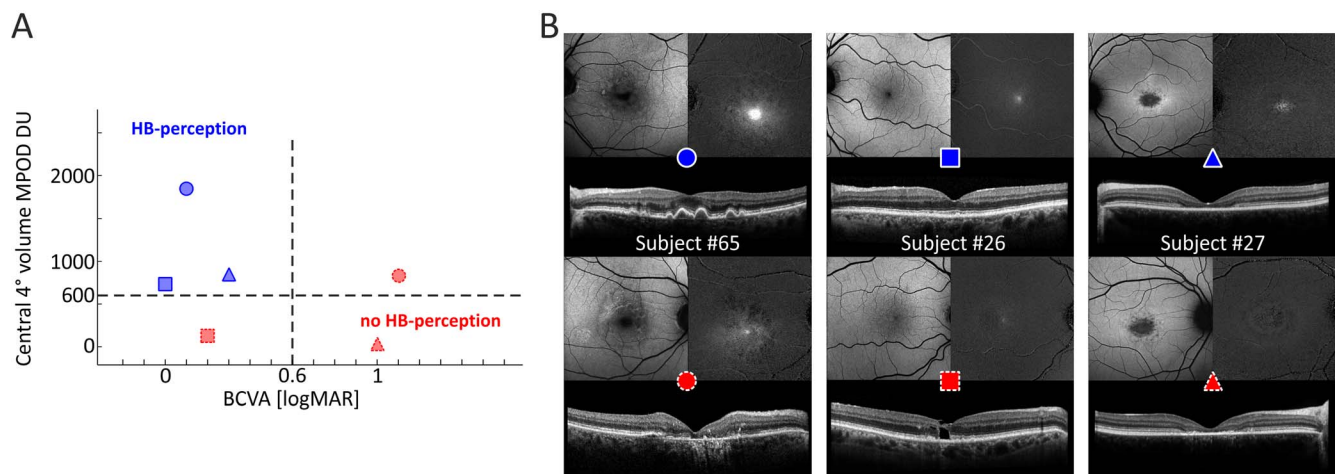 A
B
Central 4° volume MPOD DU
HB-perception
2000
1000
600
no HB-perception
0
0
0.6
1
BCVA [logMAR]
Subject #65
Subject #26
Subject #27